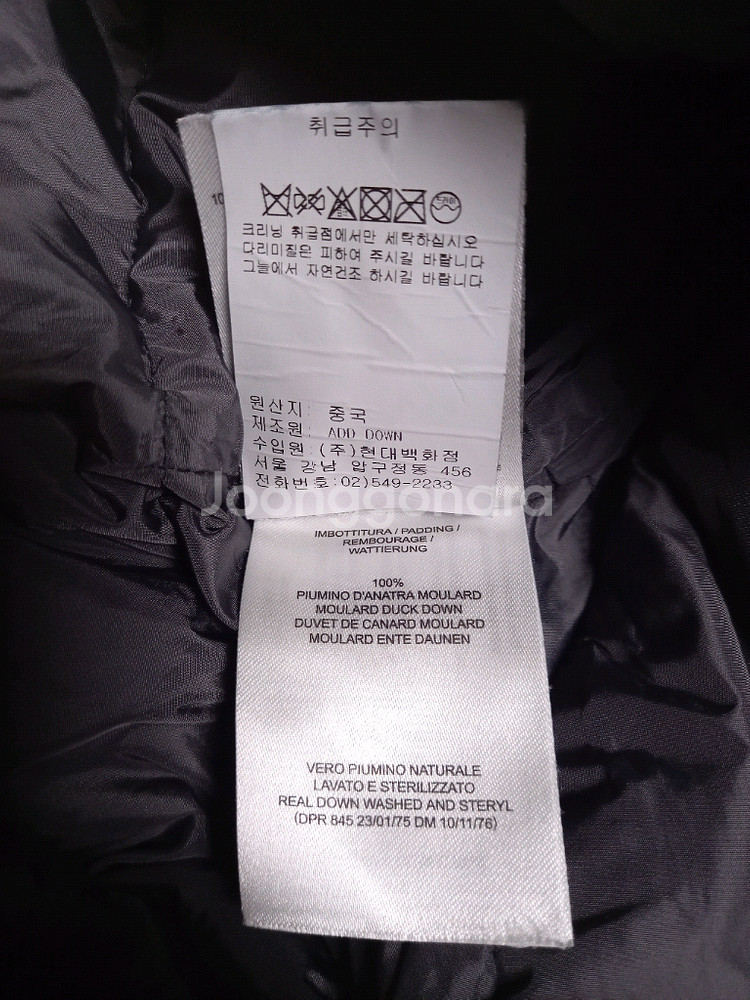 취급주의
10
드라이
크리닝 취급점에서만 세탁하십시오
다리미질은 피하여 주시길 바랍니다
그늘에서 자연건조 하시길 바랍니다
원산지: 중국
제조원: ADD DOWN
수입원: (주)현대백화점
서울 강남 압구정동 456
전화번호:02)549-2233
Joonggonara
IMBOTTITURA / PADDING /
REMBOURAGE /
WATTIERUNG
100%
PIUMINO D'ANATRA MOULARD
MOULARD DUCK DOWN
DUVET DE CANARD MOULARD
MOULARD ENTE DAUNEN
VERO PIUMINO NATURALE
LAVATO E STERILIZZATO
REAL DOWN WASHED AND STERYL
(DPR 845 23/01/75 DM 10/11/76)